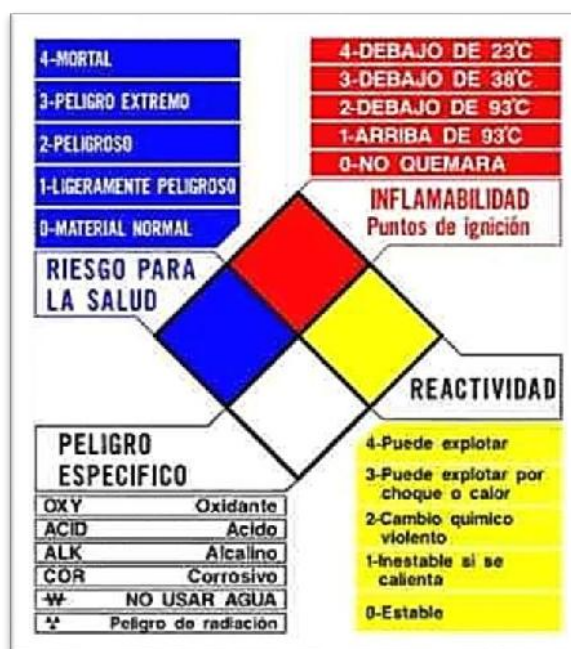 4-MORTAL
3-PELIGRO EXTREMO
2-PELIGROSO
1-LIGERAMENTE PELIGROSO
0-MATERIAL NORMAL
RIESGO PARA
LA SALUD
4-DEBAJO DE 23°C
3-DEBAJO DE 38°C
2-DEBAJO DE 93°C
1-ARRIBA DE 93°C
0-NO QUEMARA
INFLAMABILIDAD
Puntos de ignición
REACTIVIDAD
4-Puede explotar
3-Puede explotar por
choque o calor
2-Cambio quimico
violento
1-Inestable si se
calienta
0-Estable
PELIGRO
ESPECIFICO
OXY Oxidante
ACID Acido
ALK Alcalino
COR Corrosivo
W NO USAR AGUA
☢ Peligro de radiación